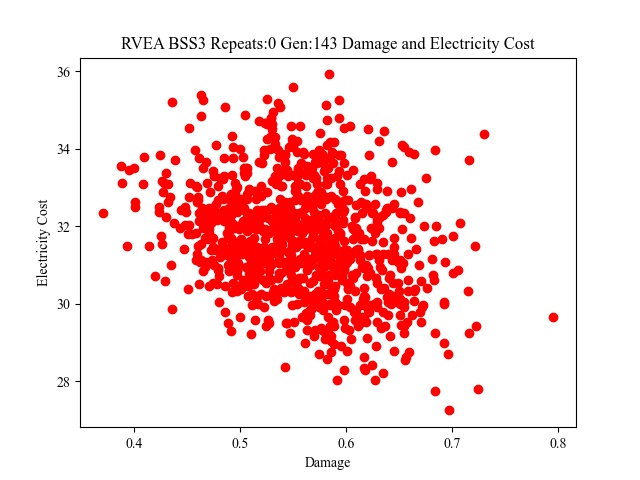 RVEA BSS3 Repeats:0 Gen:143 Damage and Electricity Cost
36
34
32
30
28
Electricity Cost
0.4 0.5 0.6 0.7 0.8
Damage